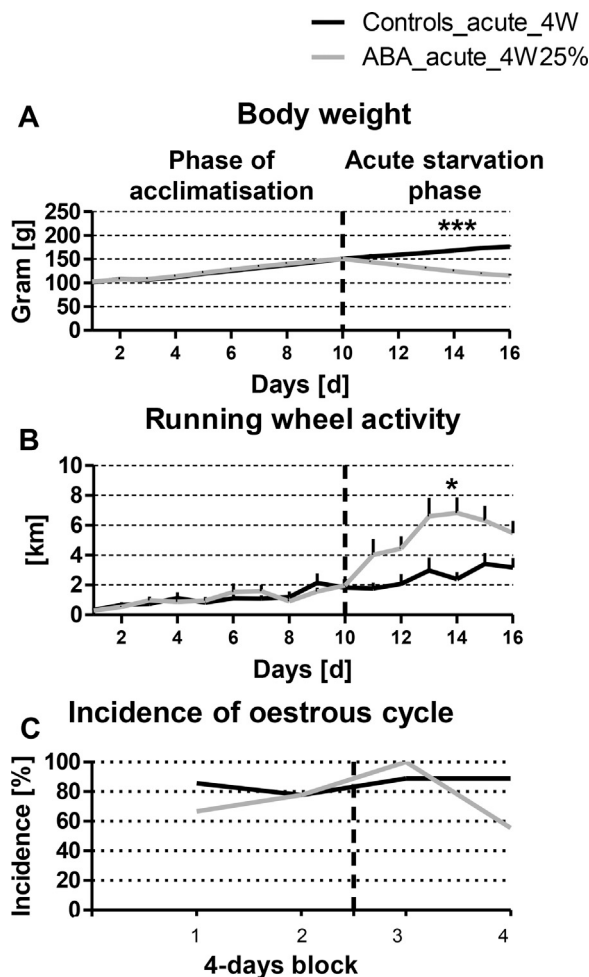 Controls_acute_4W
ABA_acute_4W25%
A
Body weight
Phase of
acclimatisation
Acute starvation
phase
Gram [g]
250
200
150
100
50
0
***
2 4 6 8 10 12 14 16
Days [d]
B
Running wheel activity
[km]
10
8
6
4
2
0
*
2 4 6 8 10 12 14 16
Days [d]
C
Incidence of oestrous cycle
Incidence [%]
100
80
60
40
20
0
1 2 3 4
4-days block